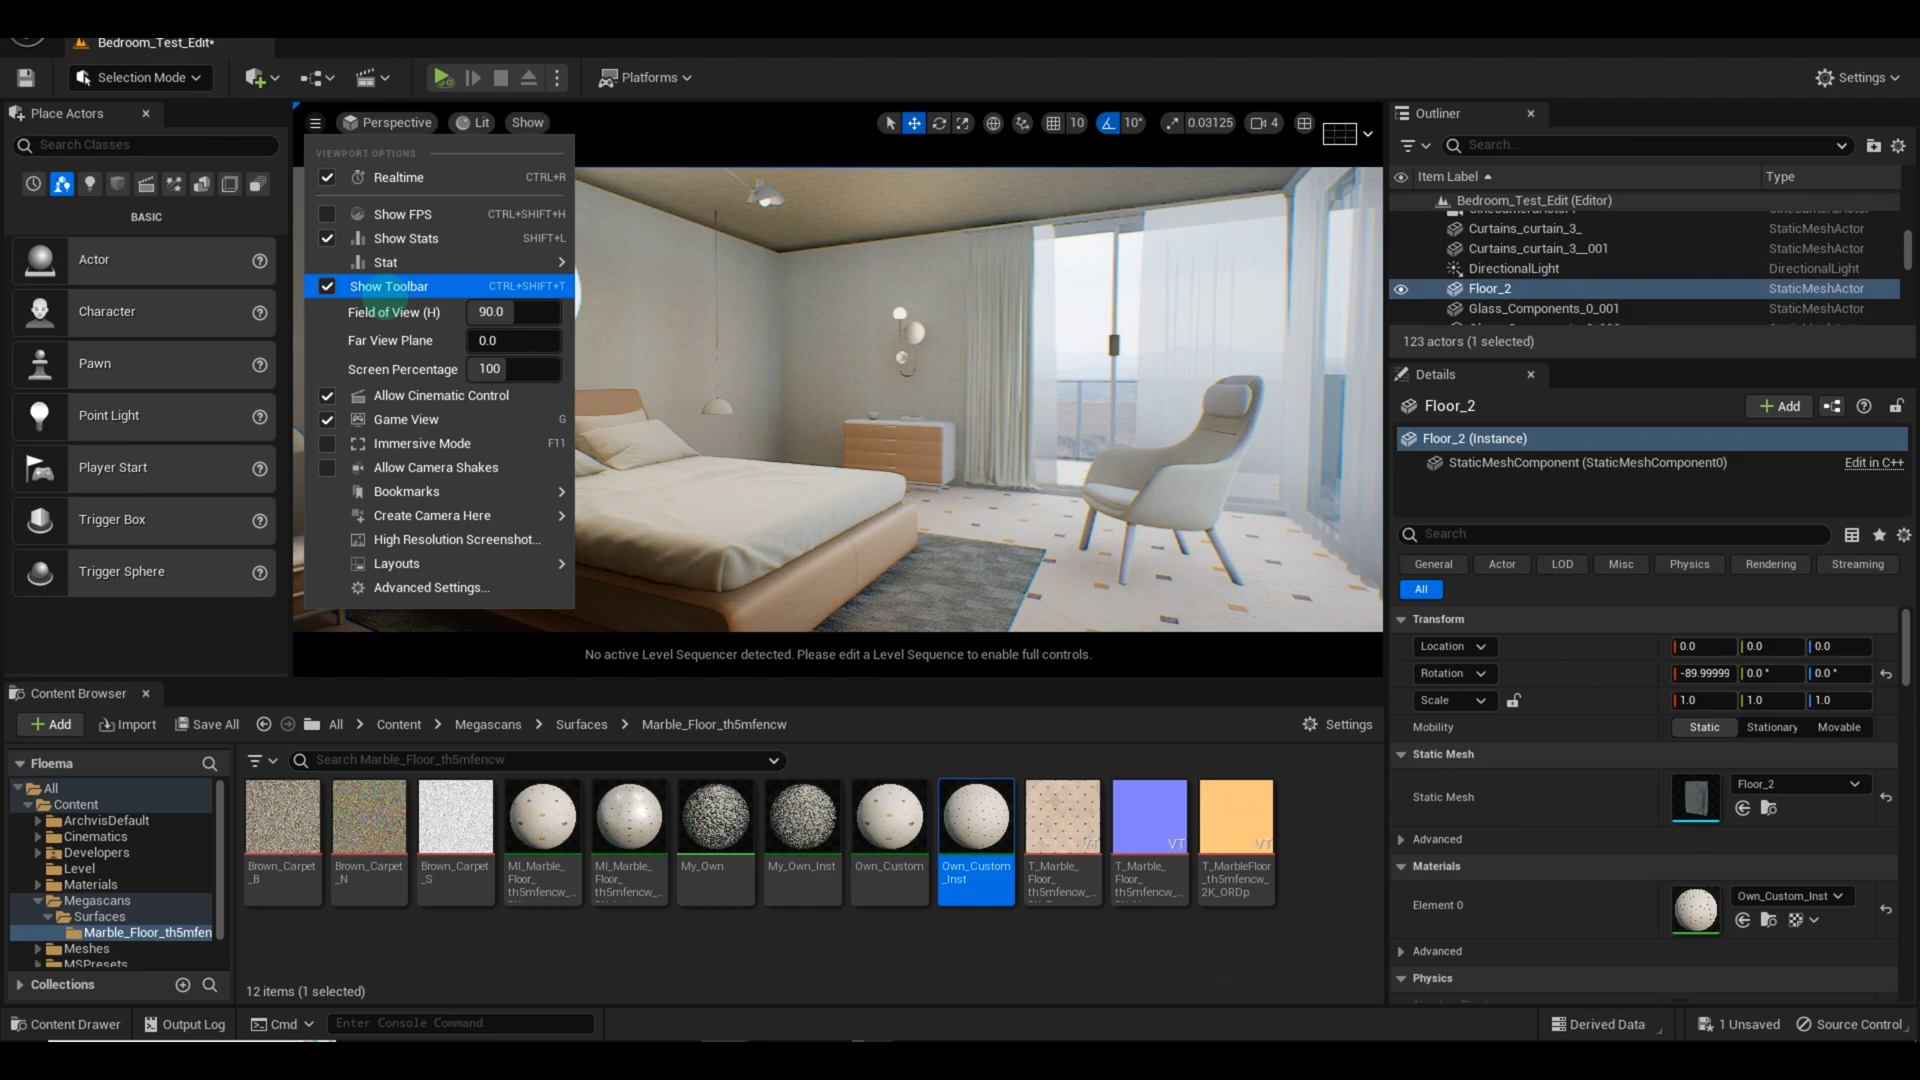 Bedroom_Test_Edit*
Selection Mode
Platforms
Settings
Place Actors
Search Classes
BASIC
Actor
Character
Pawn
Point Light
Player Start
Trigger Box
Trigger Sphere
Perspective
Lit
Show
10
10°
0.03125
4
VIEWPORT OPTIONS
Realtime CTRL+R
Show FPS CTRL+SHIFT+H
Show Stats SHIFT+L
Stat
Show Toolbar CTRL+SHIFT+T
Field of View (H) 90.0
Far View Plane 0.0
Screen Percentage 100
Allow Cinematic Control
Game View G
Immersive Mode F11
Allow Camera Shakes
Bookmarks
Create Camera Here
High Resolution Screenshot...
Layouts
Advanced Settings...
No active Level Sequencer detected. Please edit a Level Sequence to enable full controls.
Outliner
Search...
Item Label Type
Bedroom_Test_Edit (Editor)
Curtains_curtain_3_ StaticMeshActor
Curtains_curtain_3__001 StaticMeshActor
DirectionalLight DirectionalLight
Floor_2 StaticMeshActor
Glass_Components_0_001 StaticMeshActor
123 actors (1 selected)
Details
Floor_2
Add
Floor_2 (Instance)
StaticMeshComponent (StaticMeshComponent0) Edit in C++
Search
General Actor LOD Misc Physics Rendering Streaming
All
Transform
Location 0.0 0.0 0.0
Rotation -89.99999 0.0 ° 0.0 °
Scale 1.0 1.0 1.0
Mobility Static Stationary Movable
Static Mesh
Static Mesh Floor_2
Advanced
Materials
Element 0 Own_Custom_Inst
Advanced
Physics
Content Browser
Add Import Save All All Content Megascans Surfaces Marble_Floor_th5mfencw Settings
Floema
All
Content
ArchvisDefault
Cinematics
Developers
Level
Materials
Megascans
Surfaces
Marble_Floor_th5mfen
Meshes
MSPresets
Collections
Search Marble_Floor_th5mfencw
Brown_Carpet
_B
Brown_Carpet
_N
Brown_Carpet
_S
MI_Marble_
Floor_
th5mfencw_...
MI_Marble_
Floor_
th5mfencw_...
My_Own
My_Own_Inst
Own_Custom
Own_Custom
_Inst
T_Marble_
Floor_
th5mfencw_...
VT
T_Marble_
Floor_
th5mfencw_...
VT
T_MarbleFloor
_th5mfencw_
2K_ORDp
VT
12 items (1 selected)
Content Drawer
Output Log
Cmd
Enter Console Command
Derived Data
1 Unsaved
Source Control